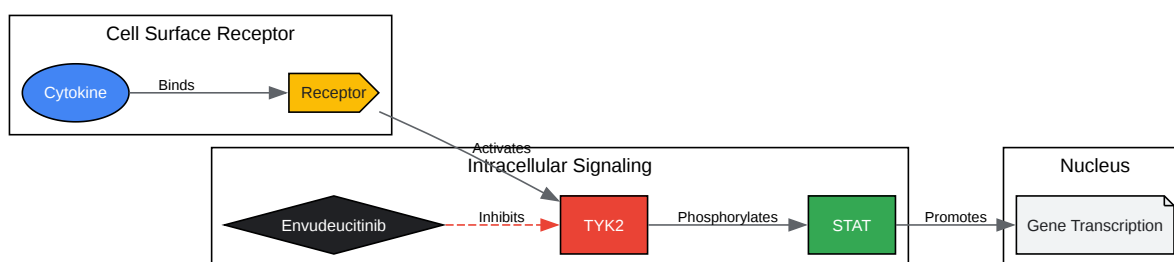 Cell Surface Receptor
Cytokine
Binds
Receptor
Activates
Intracellular Signaling
Nucleus
Envudeucitinib
Inhibits
TYK2
Phosphorylates
STAT
Promotes
Gene Transcription